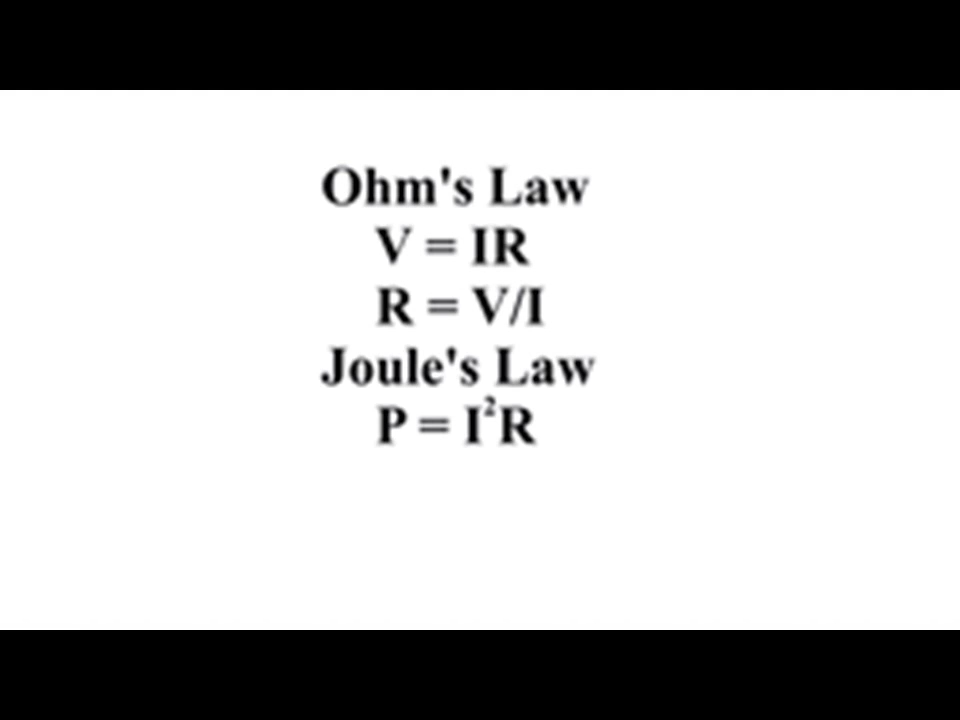 Ohm's Law
V = IR
R = V/I
Joule's Law
P = I²R